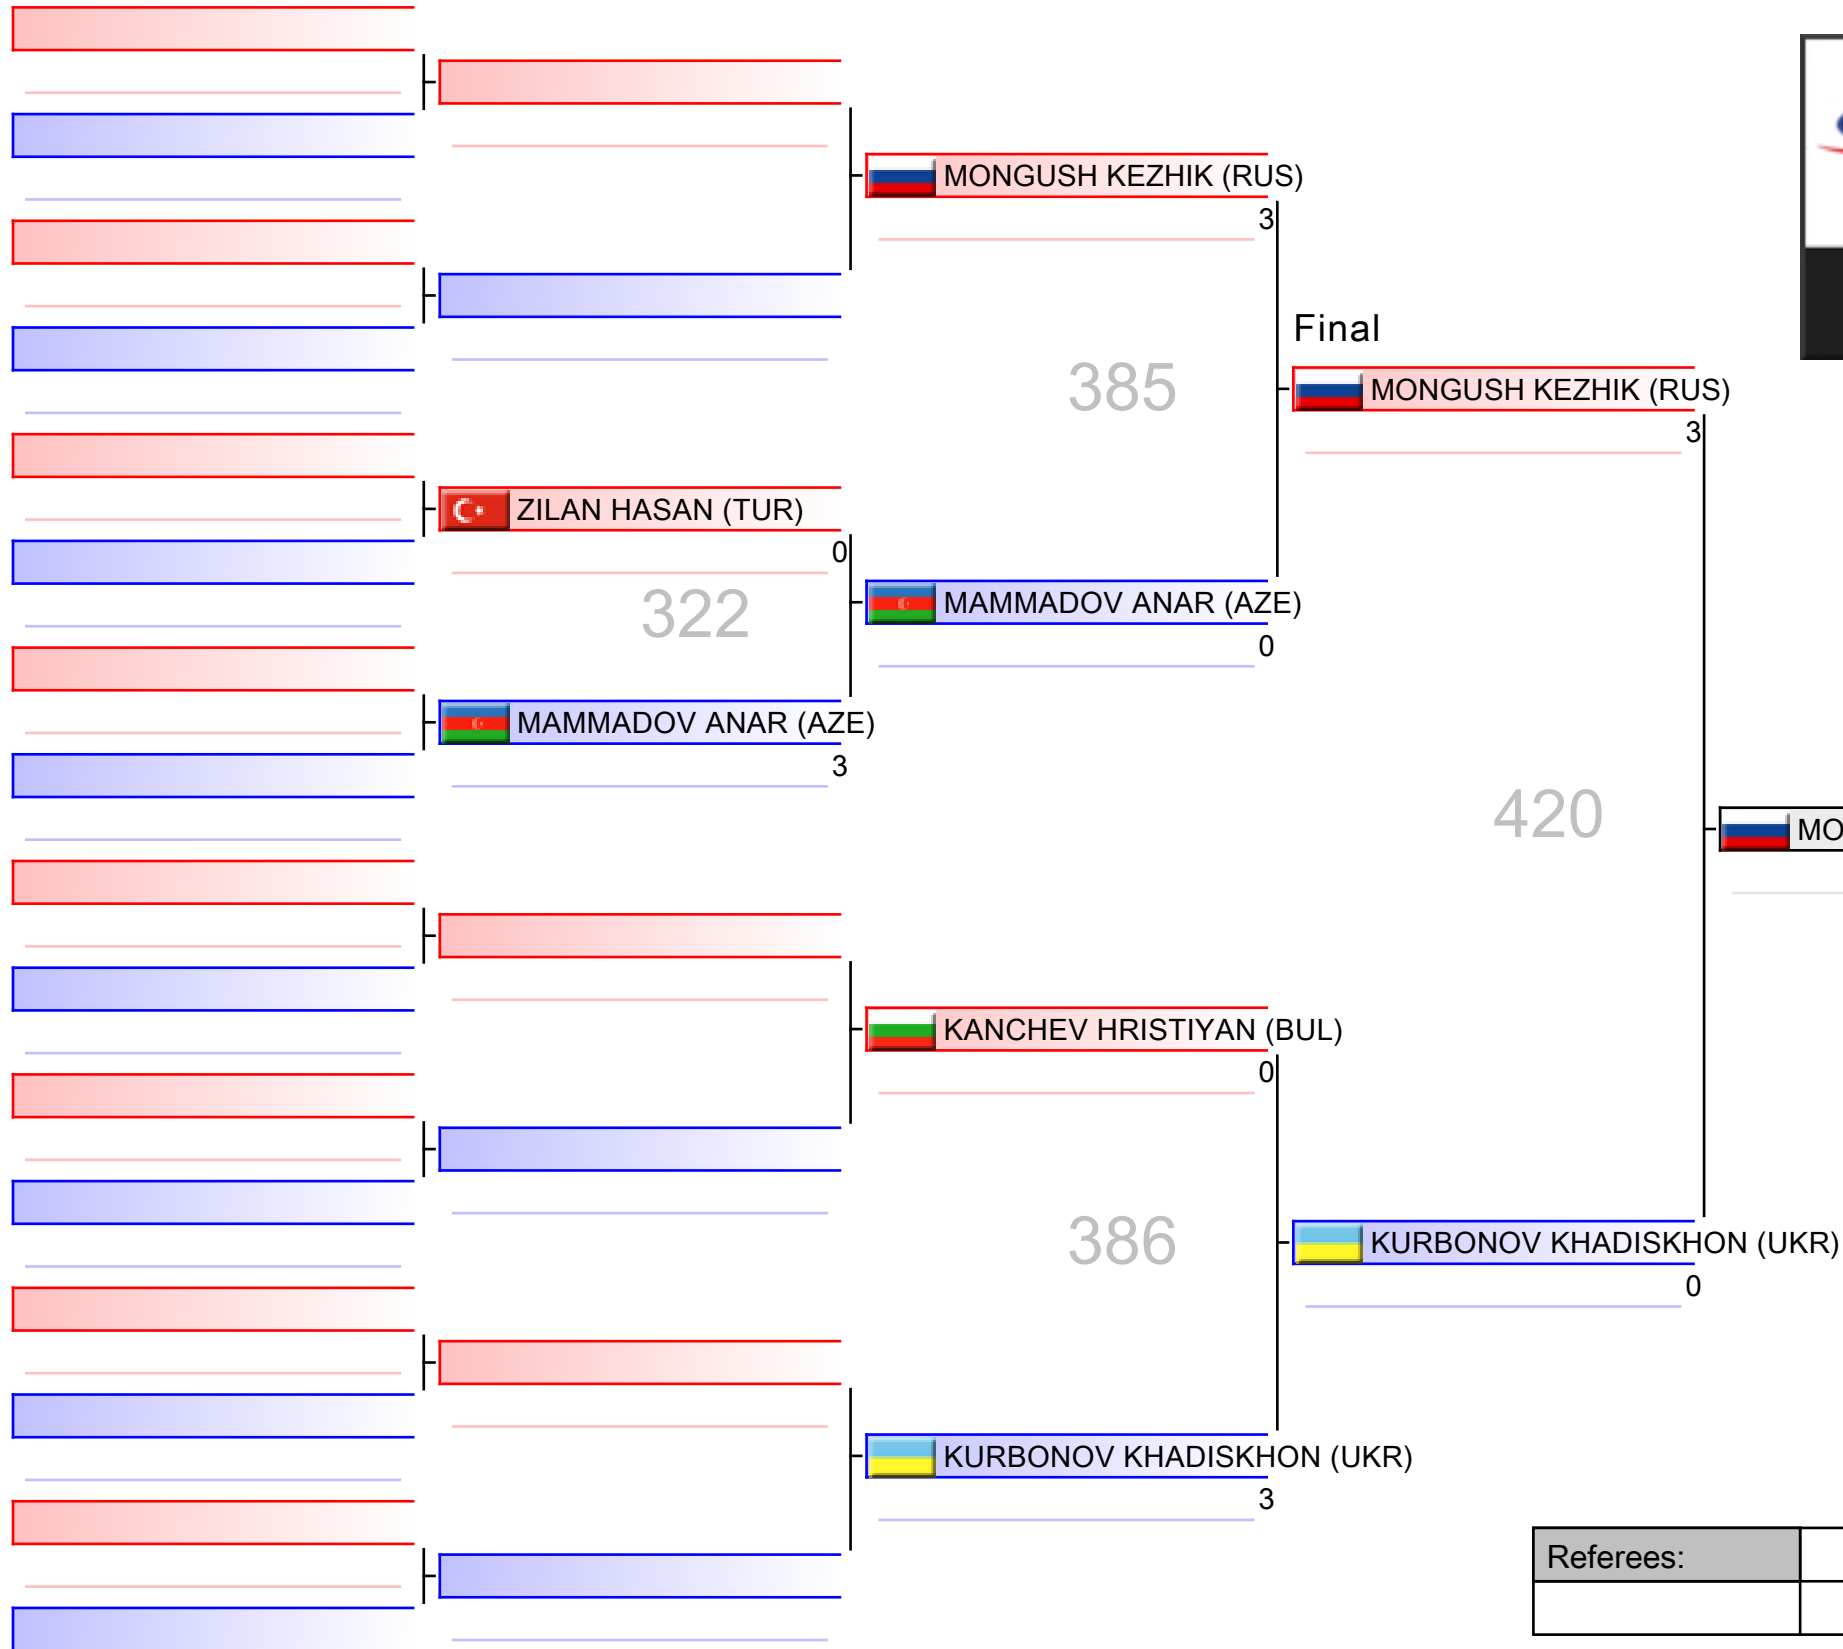 MONGUSH KEZHIK (RUS)
3
Final
385
MONGUSH KEZHIK (RUS)
3
ZILAN HASAN (TUR)
0
322
MAMMADOV ANAR (AZE)
0
MAMMADOV ANAR (AZE)
3
420
MO
KANCHEV HRISTIYAN (BUL)
0
386
KURBONOV KHADISKHON (UKR)
0
KURBONOV KHADISKHON (UKR)
3
Referees: